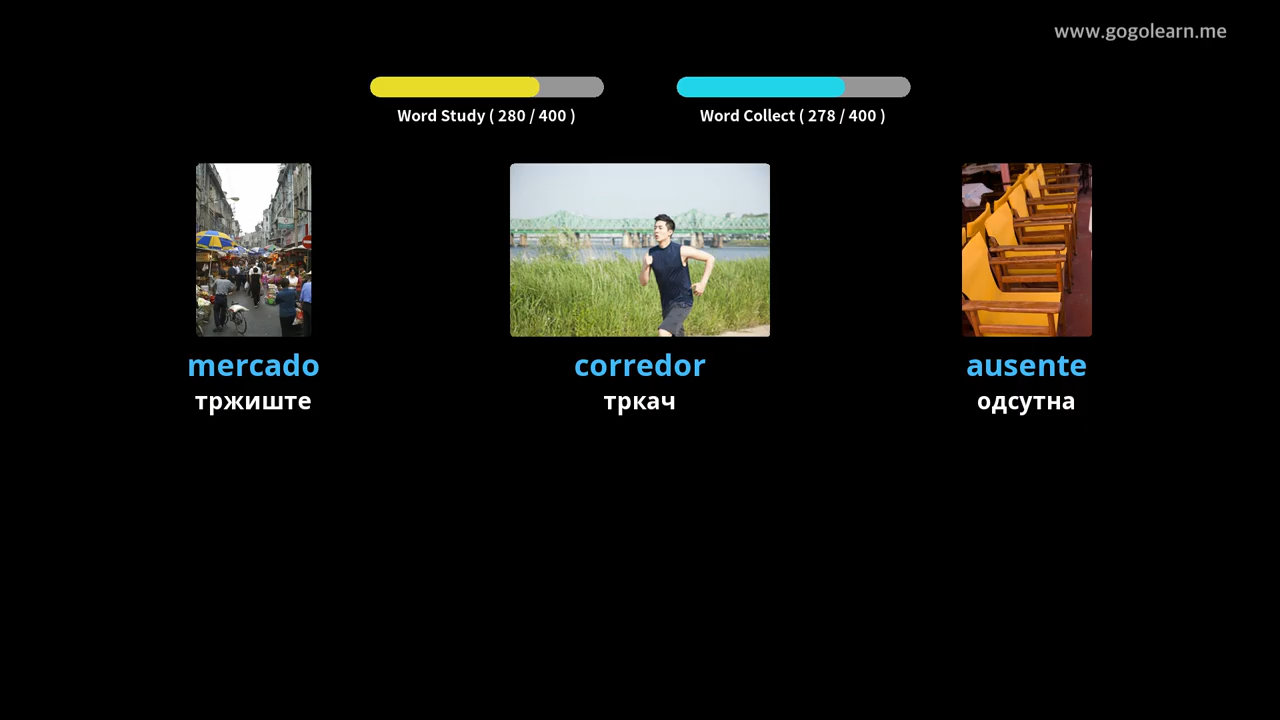 www.gogolearn.me
Word Study ( 280 / 400 )
Word Collect ( 278 / 400 )
mercado
corredor
ausente
тржиште
тркач
одсутна